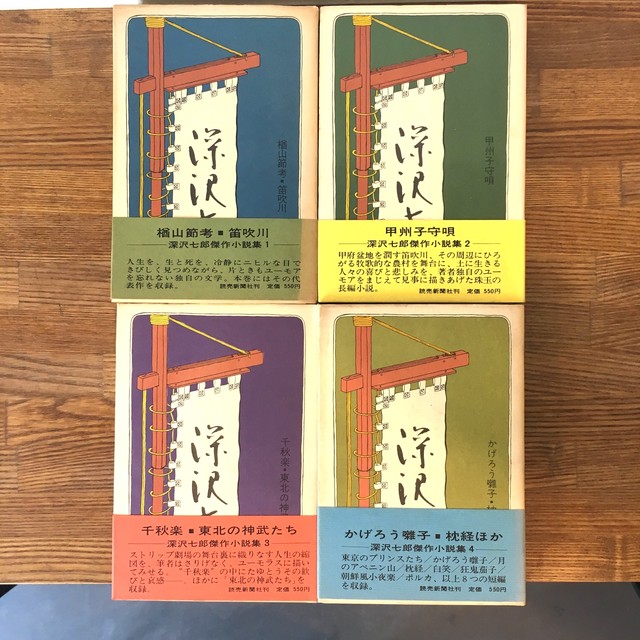 深沢七
楢山節考・笛吹川
楢山節考■笛吹川
深沢七郎傑作小説集1
人生を、生と死を、冷静にニヒルな目で
きびしく見つめながら、片ときもユーモア
を忘れない独自の文学。本巻にはその代
表作を収録。
読売新聞社刊 定価 550円
深沢七
甲州子守唄
甲州子守唄
深沢七郎傑作小説集2
甲府盆地を潤す笛吹川、その周辺にひろ
がる牧歌的な農村を舞台に、土に生きる
人々の喜びと悲しみを、著者独自のユー
モアをまじえて見事に描きあげた珠玉の
長編小説。
読売新聞社刊 定価 550円
深沢
千秋楽・東北の神
千秋楽■東北の神武たち
深沢七郎傑作小説集3
ストリップ劇場の舞台裏に織りなす人生の縮
図を、筆者はさりげなく、ユーモラスに描い
てみせる。“千秋楽”の中にたゆとうその歓
びと哀感――、ほかに“東北の神武たち”を
収録。
読売新聞社刊 定価 550円
深沢
かげろう囃子・
かげろう囃子■枕経ほか
深沢七郎傑作小説集4
東京のプリンスたち/かげろう囃子/月
のアペニン山/枕経/白笑/狂鬼茄子/
朝鮮風小夜楽/ポルカ、以上8つの短編
を収録。
読売新聞社刊 定価 550円